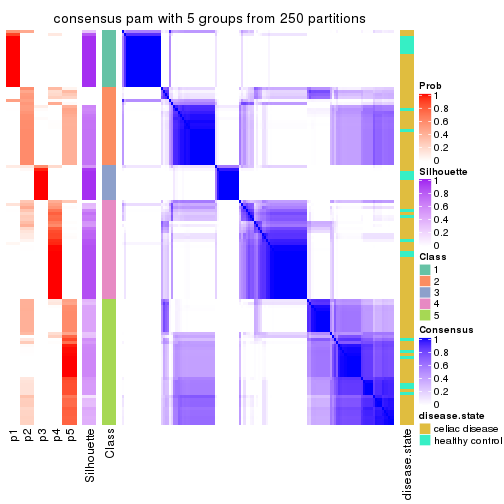 consensus pam with 5 groups from 250 partitions
Prob
1
0.8
0.6
0.4
0.2
0
Silhouette
1
0.8
0.6
0.4
0.2
0
Class
1
2
3
4
5
Consensus
1
0.8
0.6
0.4
0.2
0
disease.state
celiac disease
healthy control
p1
p2
p3
p4
p5
Silhouette
Class
disease.state